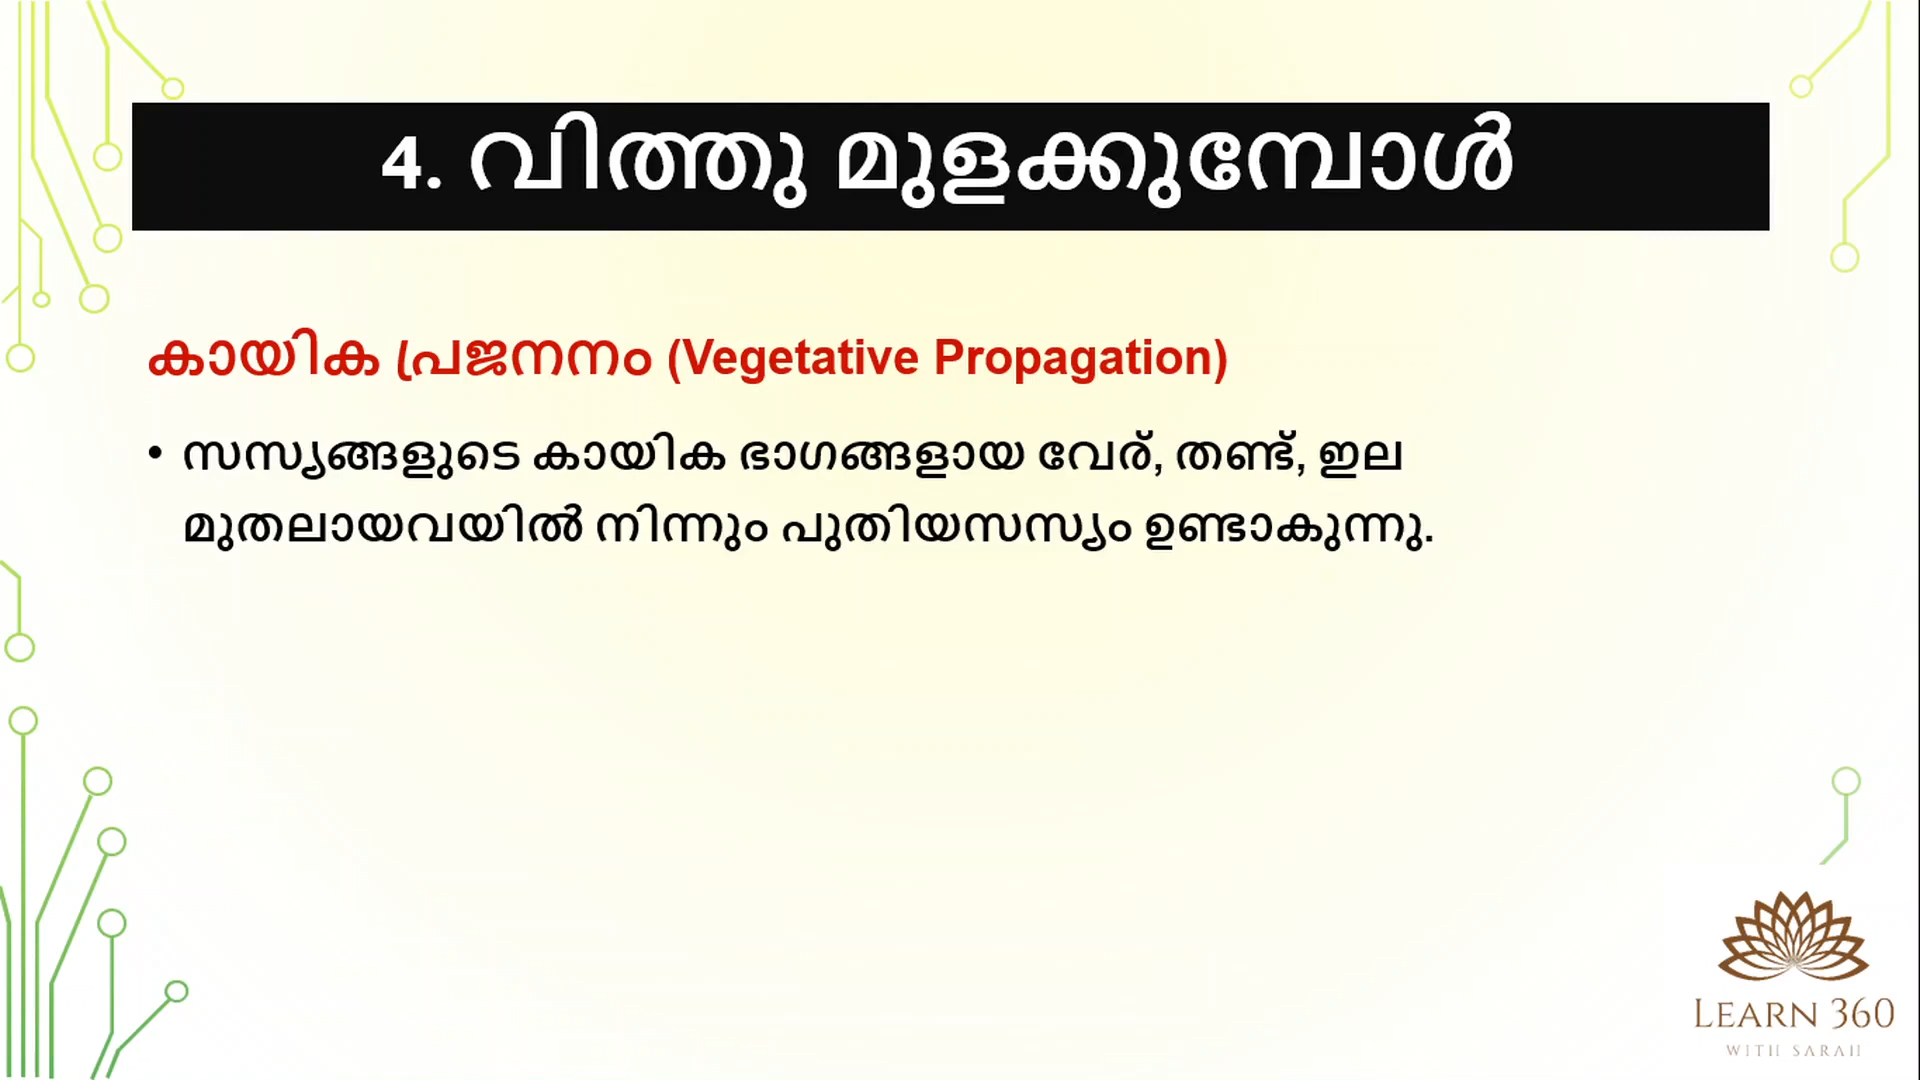 4. വിത്തു മുളക്കുമ്പോൾ
കായിക പ്രജനനം (Vegetative Propagation)
• സസ്യങ്ങളുടെ കായിക ഭാഗങ്ങളായ വേര്, തണ്ട്, ഇല
മുതലായവയിൽ നിന്നും പുതിയസസ്യം ഉണ്ടാകുന്നു.
LEARN 360
WITH SARAH